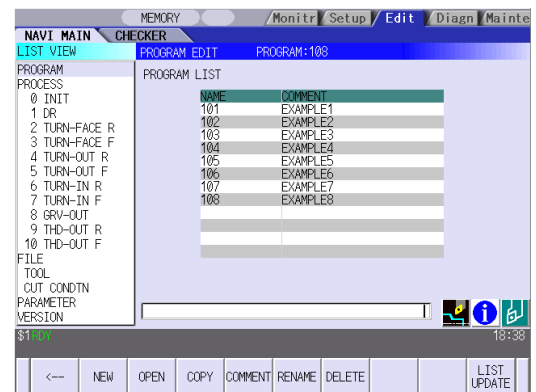 MEMORY Monitr Setup Edit Diagn Mainte
NAVI MAIN CHECKER
LIST VIEW PROGRAM EDIT PROGRAM:108
PROGRAM
PROCESS
0 INIT
1 DR
2 TURN-FACE R
3 TURN-FACE F
4 TURN-OUT R
5 TURN-OUT F
6 TURN-IN R
7 TURN-IN F
8 GRV-OUT
9 THD-OUT R
10 THD-OUT F
FILE
TOOL
CUT CONDTN
PARAMETER
VERSION
PROGRAM LIST
NAME COMMENT
101 EXAMPLE1
102 EXAMPLE2
103 EXAMPLE3
104 EXAMPLE4
105 EXAMPLE5
106 EXAMPLE6
107 EXAMPLE7
108 EXAMPLE8
$1 RDY 18:38
<-- NEW OPEN COPY COMMENT RENAME DELETE LIST UPDATE